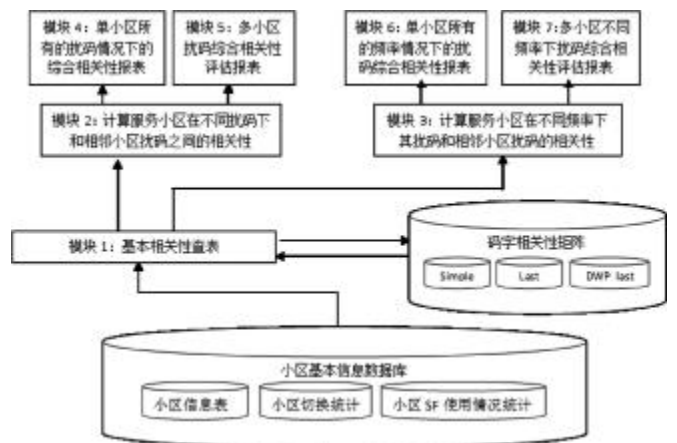 模块 4：单小区所
有的扰码情况下的
综合相关性报表
模块 5：多小区
扰码综合相关性
评估报表
模块 6：单小区所有
的频率情况下的扰
码综合相关性报表
模块 7：多小区不同
频率下扰码综合相
关性评估报表
模块 2：计算服务小区在不同扰码下
和相邻小区扰码之间的相关性
模块 3：计算服务小区在不同频率下
其扰码和相邻小区扰码的相关性
模块 1：基本相关性查表
码字相关性矩阵
Simple
Last
DWP last
小区基本信息数据库
小区信息表
小区切换统计
小区 SF 使用情况统计